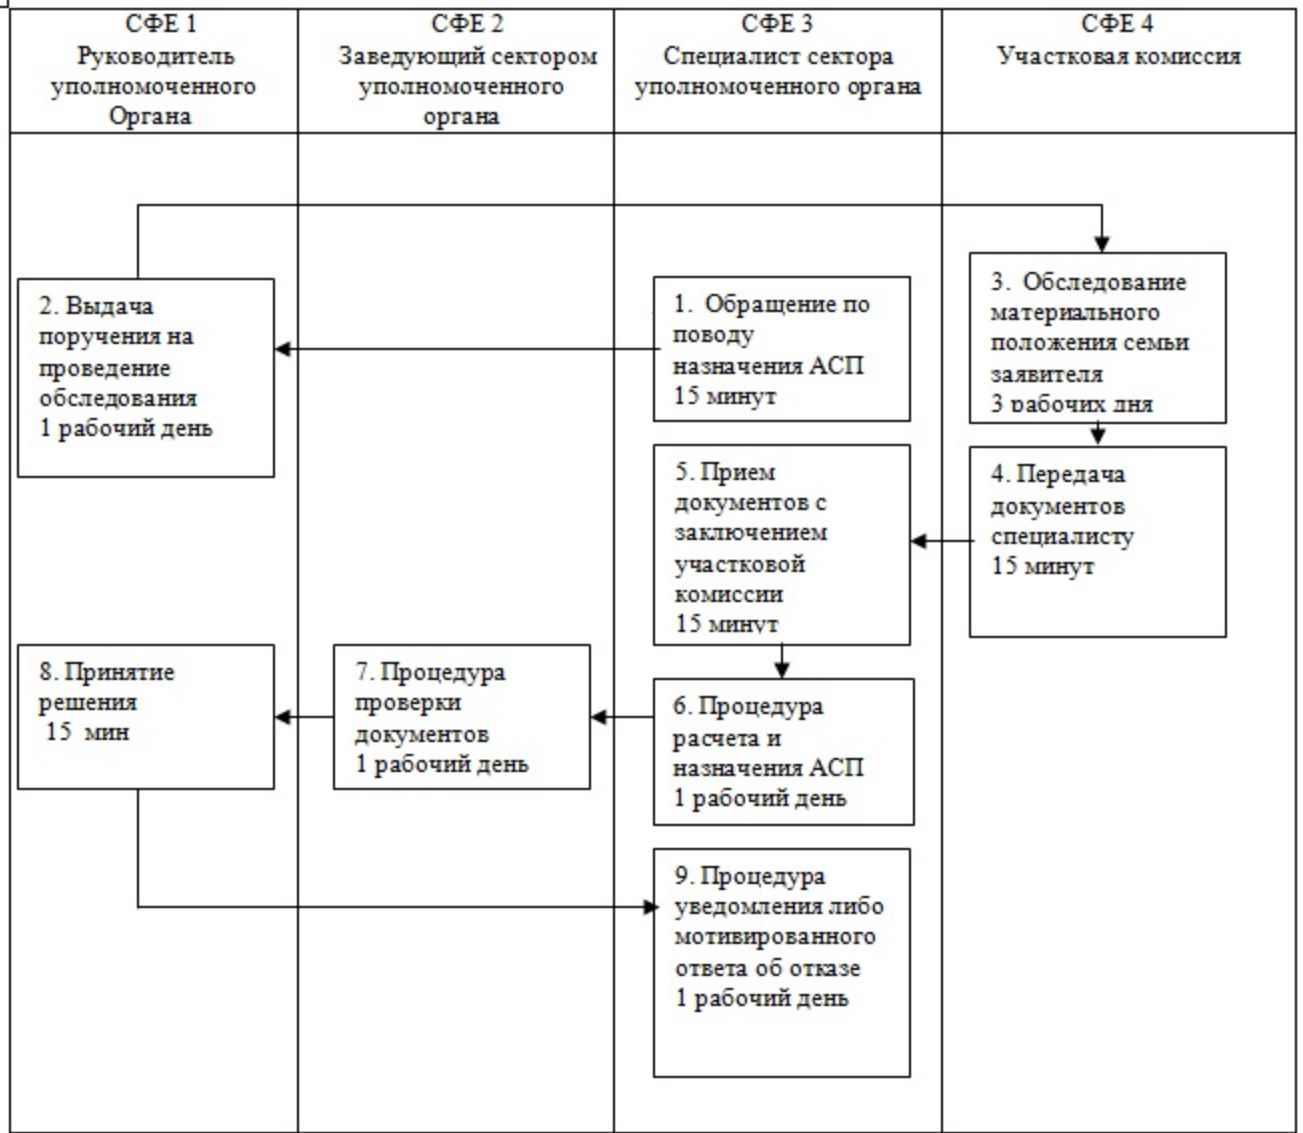 СФЕ 1
Руководитель
уполномоченного
Органа
СФЕ 2
Заведующий сектором
уполномоченного
органа
СФЕ 3
Специалист сектора
уполномоченного органа
СФЕ 4
Участковая комиссия
2. Выдача
поручения на
проведение
обследования
1 рабочий день
1. Обращение по
поводу
назначения АСП
15 минут
3. Обследование
материального
положения семьи
заявителя
3 рабочих дня
5. Прием
документов с
заключением
участковой
комиссии
15 минут
4. Передача
документов
специалисту
15 минут
8. Принятие
решения
15 мин
7. Процедура
проверки
документов
1 рабочий день
6. Процедура
расчета и
назначения АСП
1 рабочий день
9. Процедура
уведомления либо
мотивированного
ответа об отказе
1 рабочий день